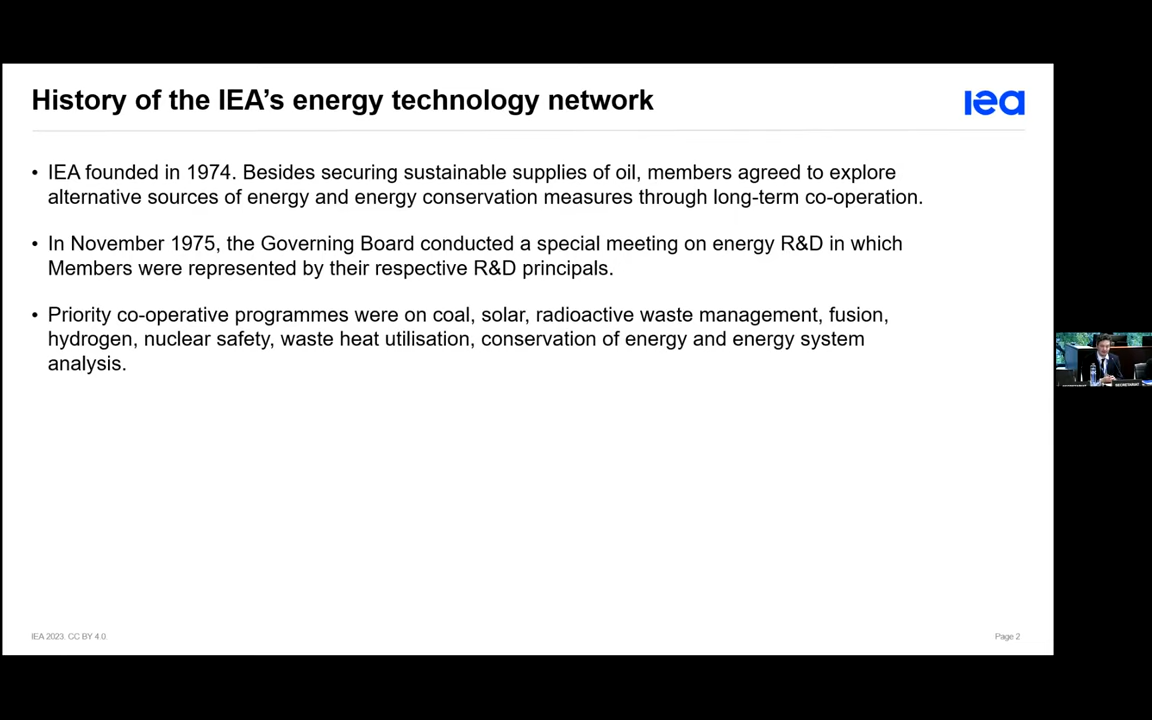 History of the IEA's energy technology network
iea
• IEA founded in 1974. Besides securing sustainable supplies of oil, members agreed to explore
alternative sources of energy and energy conservation measures through long-term co-operation.
• In November 1975, the Governing Board conducted a special meeting on energy R&D in which
Members were represented by their respective R&D principals.
• Priority co-operative programmes were on coal, solar, radioactive waste management, fusion,
hydrogen, nuclear safety, waste heat utilisation, conservation of energy and energy system
analysis.
SECRETARIAT
IEA 2023. CC BY 4.0.
Page 2